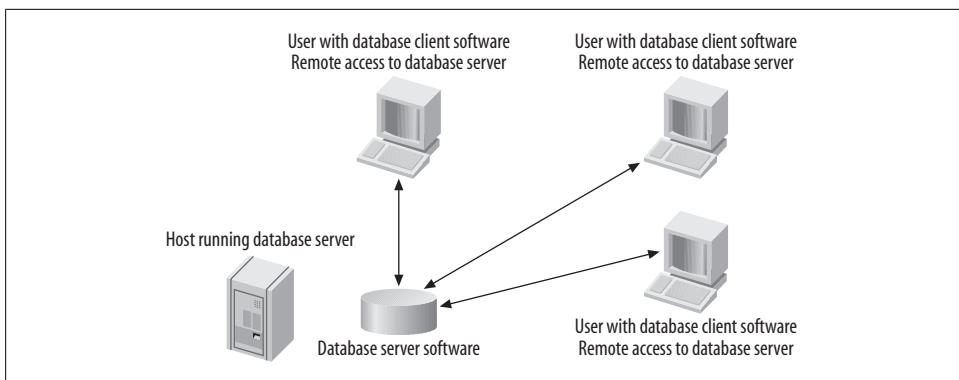 User with database client software
Remote access to database server
User with database client software
Remote access to database server
Host running database server
Database server software
User with database client software
Remote access to database server